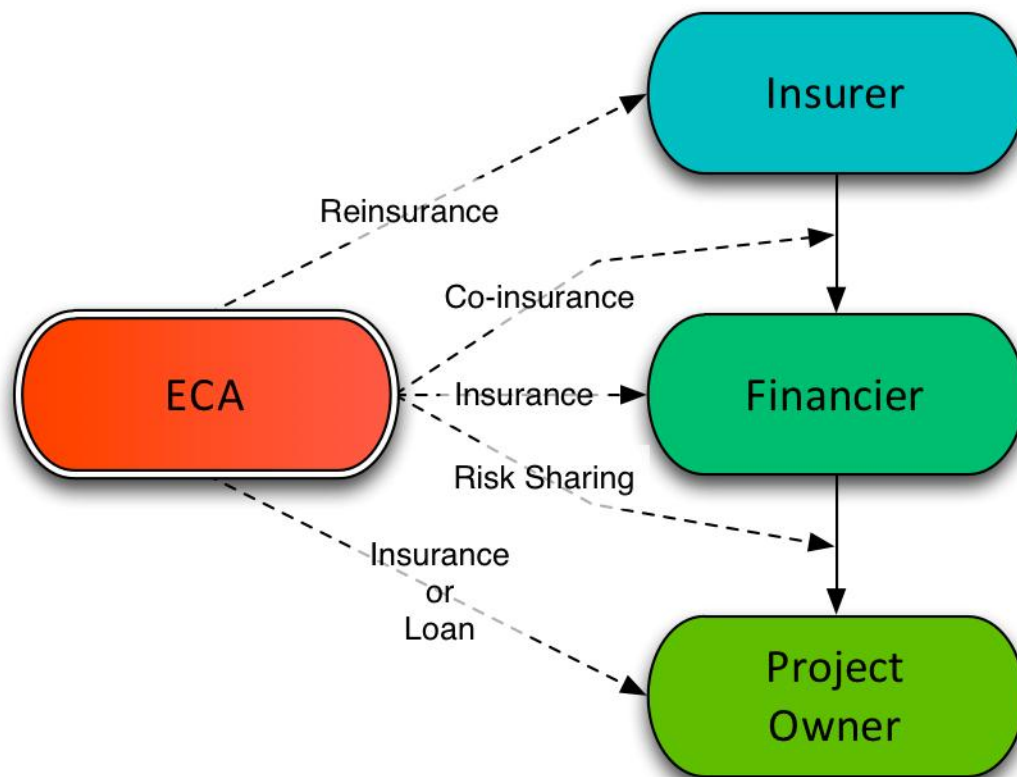 Insurer
Reinsurance
Co-insurance
ECA
Insurance
Financier
Risk Sharing
Insurance
or
Loan
Project
Owner